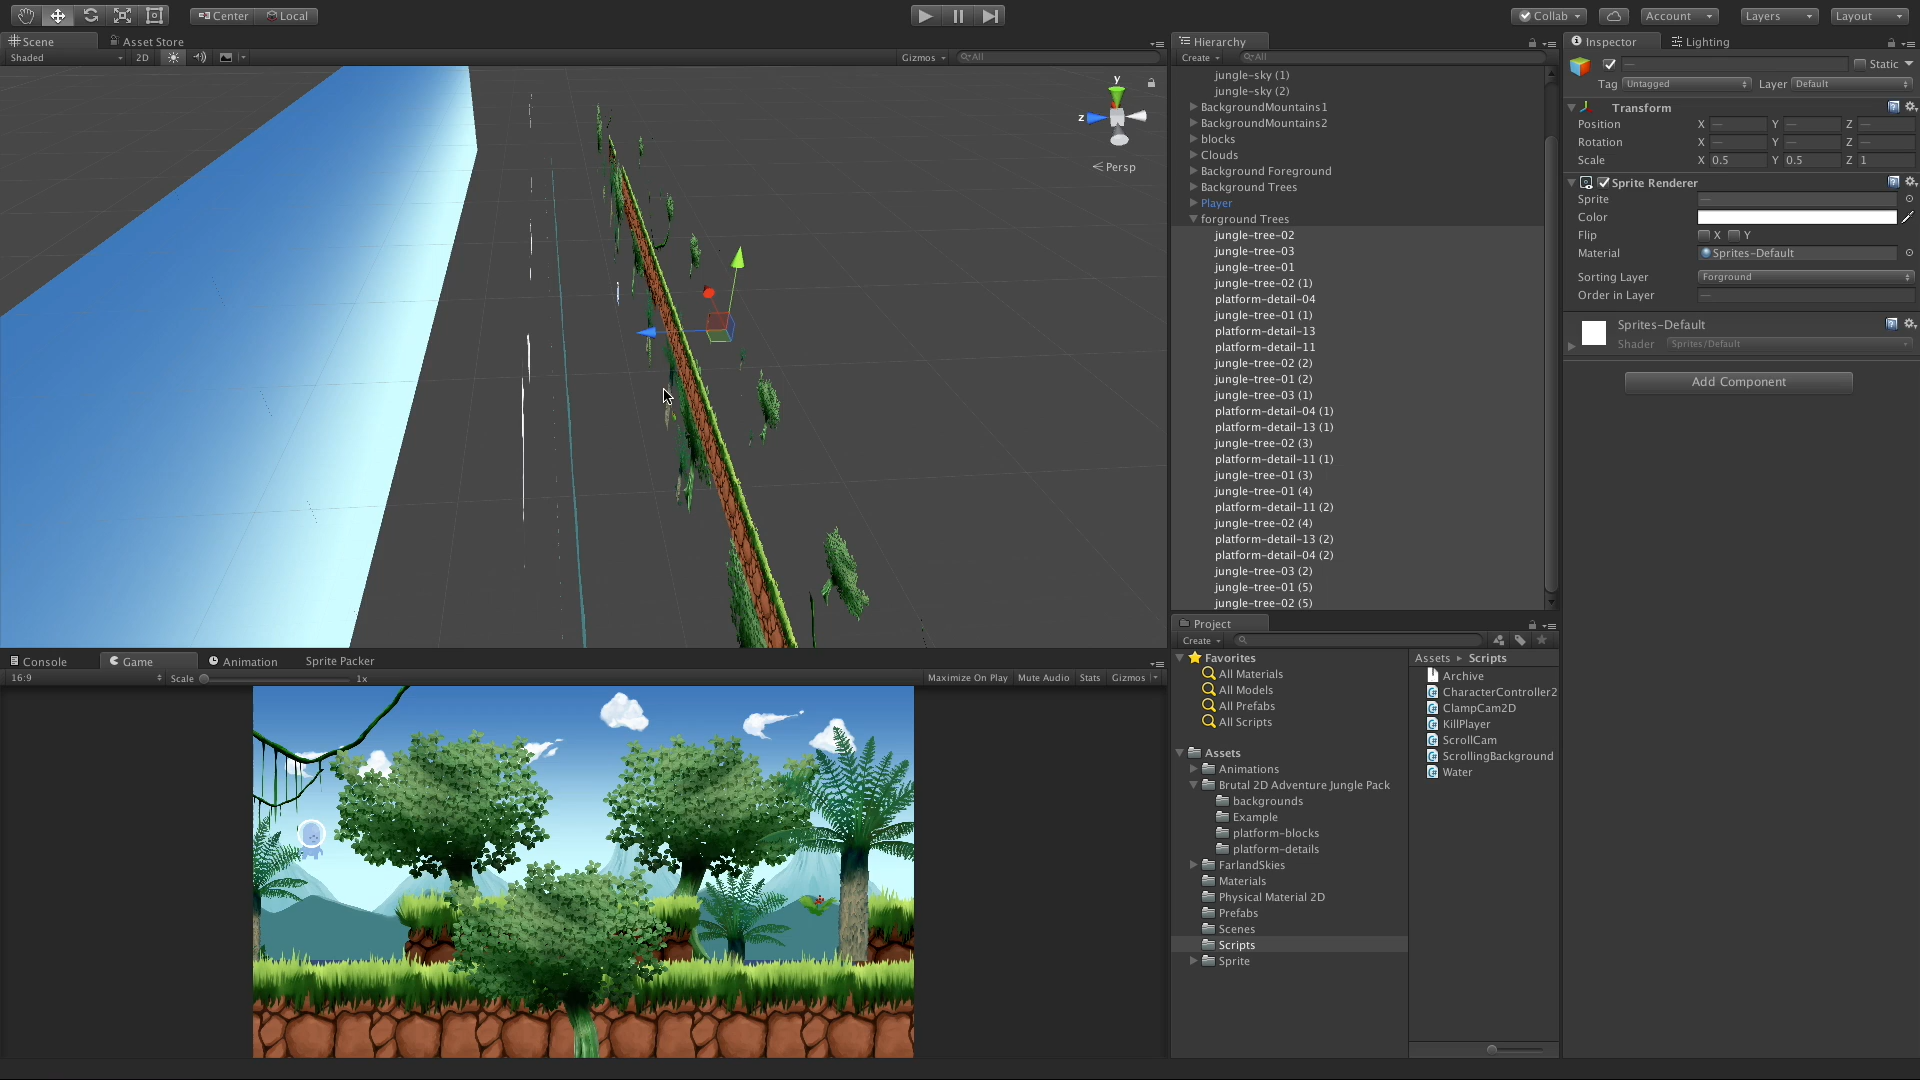 Center Local
Collab Account Layers Layout
Scene Asset Store
Shaded 2D Gizmos All
y
z
Persp
Hierarchy
Create All
jungle-sky (1)
jungle-sky (2)
BackgroundMountains1
BackgroundMountains2
blocks
Clouds
Background Foreground
Background Trees
Player
forground Trees
jungle-tree-02
jungle-tree-03
jungle-tree-01
jungle-tree-02 (1)
platform-detail-04
jungle-tree-01 (1)
platform-detail-13
platform-detail-11
jungle-tree-02 (2)
jungle-tree-01 (2)
jungle-tree-03 (1)
platform-detail-04 (1)
platform-detail-13 (1)
jungle-tree-02 (3)
platform-detail-11 (1)
jungle-tree-01 (3)
jungle-tree-01 (4)
platform-detail-11 (2)
jungle-tree-02 (4)
platform-detail-13 (2)
platform-detail-04 (2)
jungle-tree-03 (2)
jungle-tree-01 (5)
jungle-tree-02 (5)
Inspector Lighting
— Static
Tag Untagged Layer Default
Transform
Position X — Y — Z —
Rotation X — Y — Z —
Scale X 0.5 Y 0.5 Z 1
Sprite Renderer
Sprite —
Color
Flip X Y
Material Sprites-Default
Sorting Layer Forground
Order in Layer —
Sprites-Default
Shader Sprites/Default
Add Component
Console Game Animation Sprite Packer
16:9 Scale 1x Maximize On Play Mute Audio Stats Gizmos
Project
Create
Favorites
All Materials
All Models
All Prefabs
All Scripts
Assets
Animations
Brutal 2D Adventure Jungle Pack
backgrounds
Example
platform-blocks
platform-details
FarlandSkies
Materials
Physical Material 2D
Prefabs
Scenes
Scripts
Sprite
Assets ▸ Scripts
Archive
CharacterController2
ClampCam2D
KillPlayer
ScrollCam
ScrollingBackground
Water